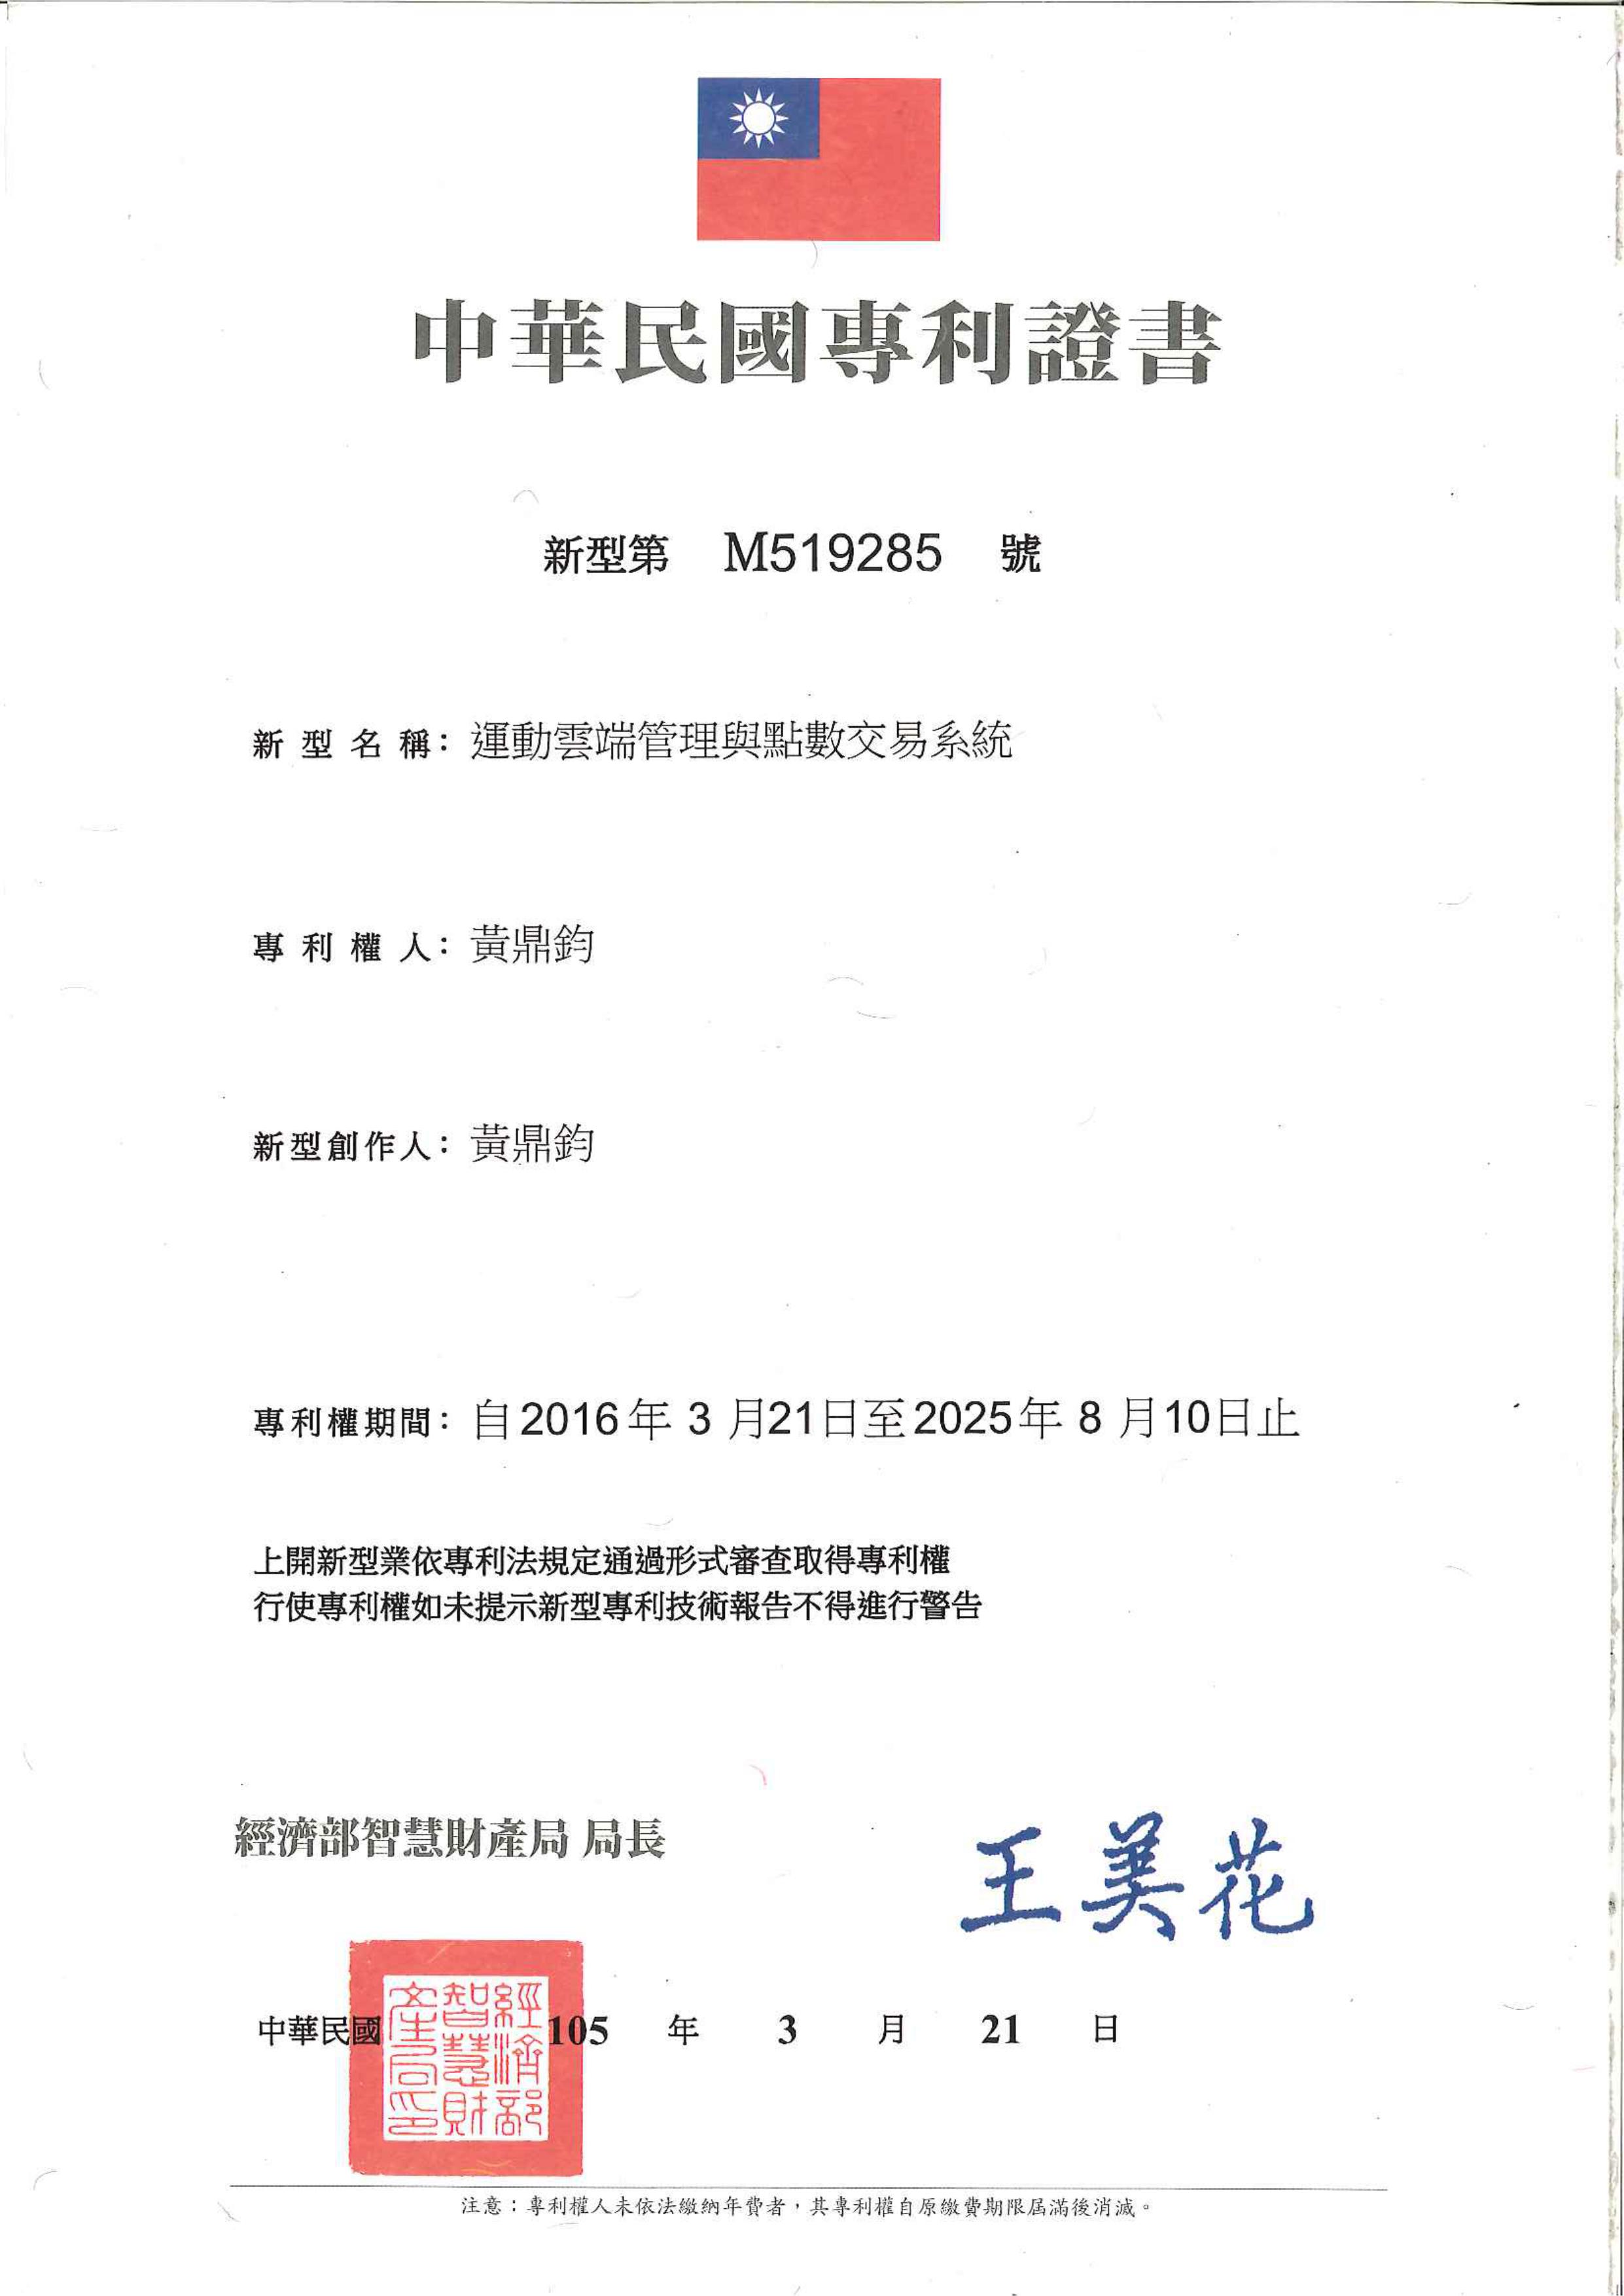 中華民國專利證書
新型第 M519285 號
新型名稱：運動雲端管理與點數交易系統
專利權人：黃鼎鈞
新型創作人：黃鼎鈞
專利權期間：自2016年 3 月21日至2025年 8 月10日止
上開新型業依專利法規定通過形式審查取得專利權
行使專利權如未提示新型專利技術報告不得進行警告
經濟部智慧財產局 局長 王美花
經濟部智慧財產局印
中華民國 105 年 3 月 21 日
注意：專利權人未依法繳納年費者，其專利權自原繳費期限屆滿後消滅。